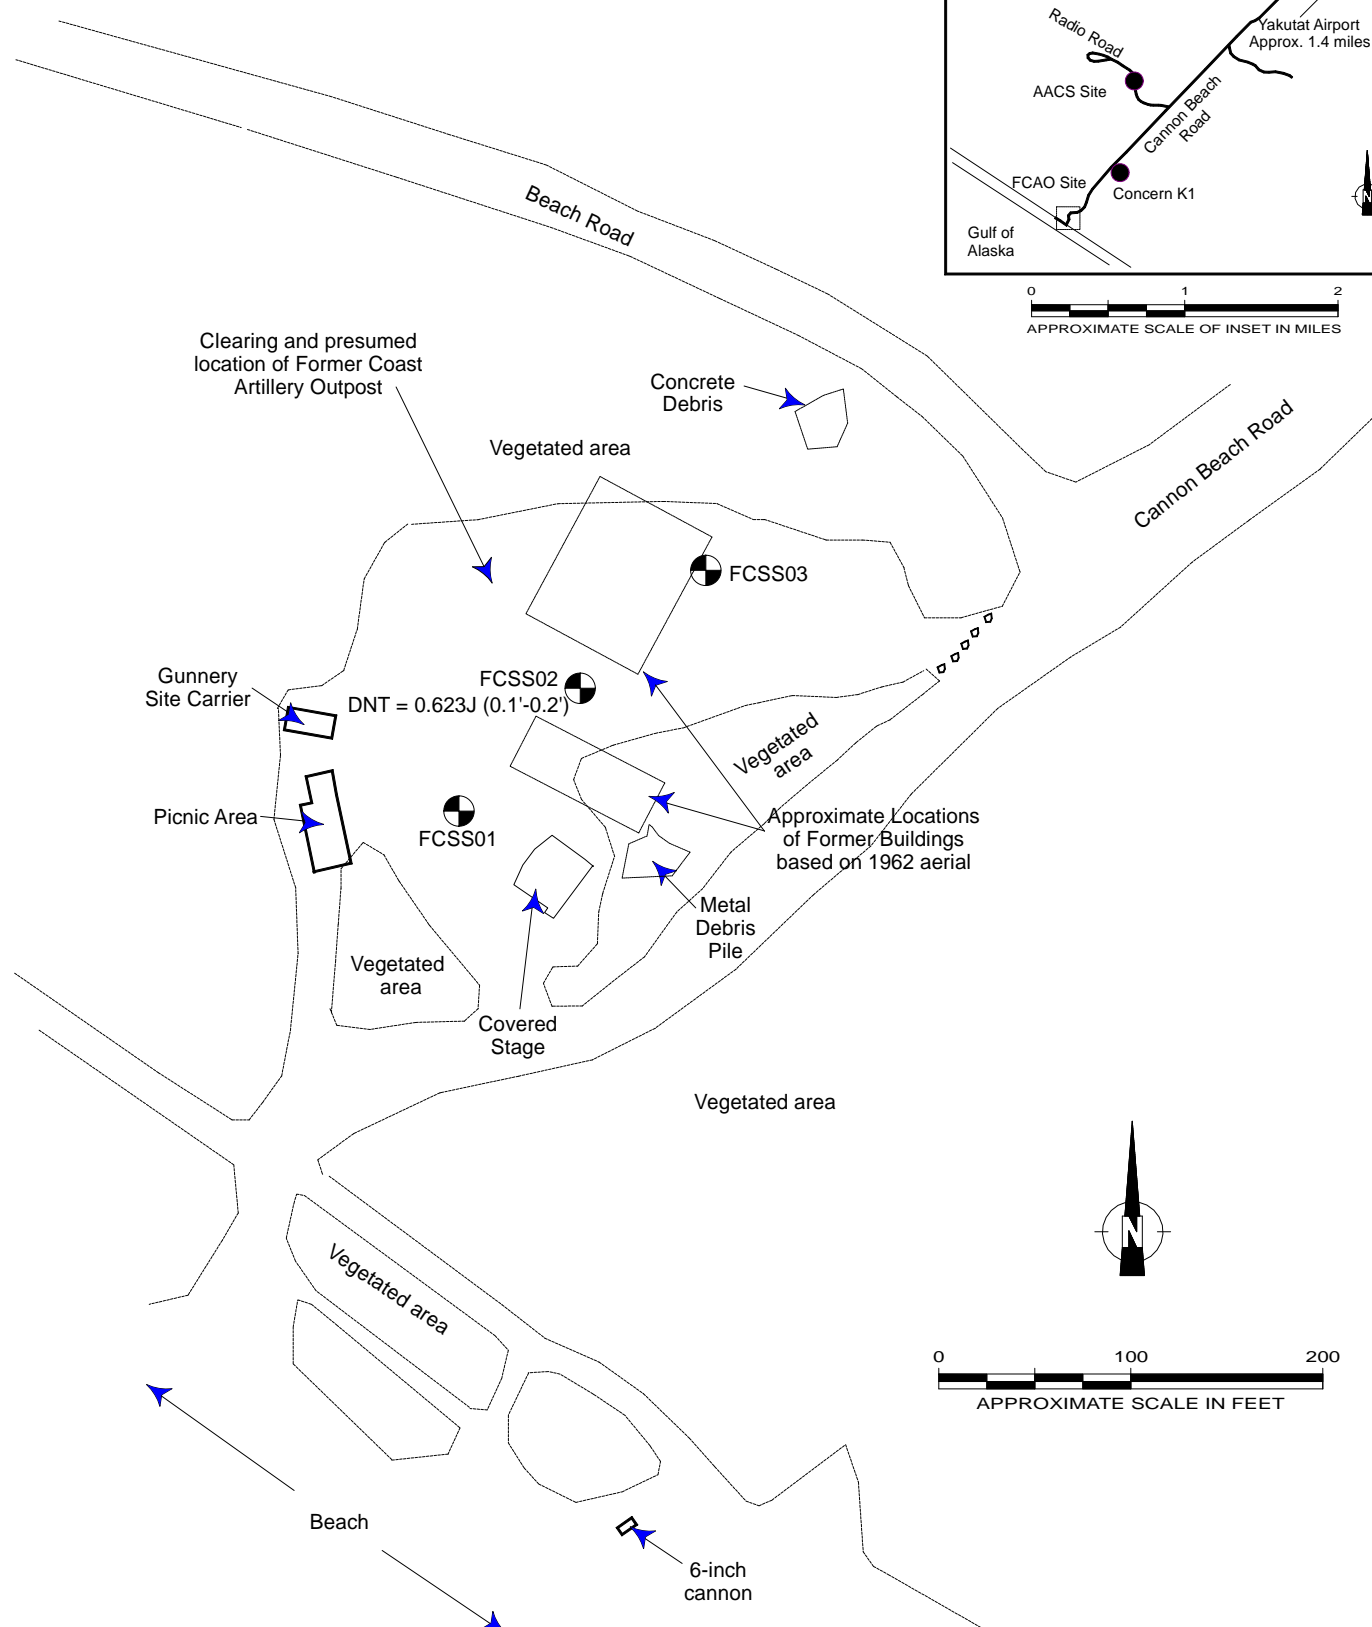 Radio Road
Yakutat Airport
Approx. 1.4 miles
AACS Site
Cannon Beach
Road
FCAO Site
Concern K1
N
Gulf of
Alaska
0 1 2
APPROXIMATE SCALE OF INSET IN MILES
Beach Road
Clearing and presumed
location of Former Coast
Artillery Outpost
Concrete
Debris
Cannon Beach Road
Vegetated area
FCSS03
Gunnery
Site Carrier
FCSS02
DNT = 0.623J (0.1'-0.2')
Vegetated
area
Picnic Area
FCSS01
Approximate Locations
of Former Buildings
based on 1962 aerial
Metal
Debris
Pile
Vegetated
area
Covered
Stage
Vegetated area
N
Vegetated area
0 100 200
APPROXIMATE SCALE IN FEET
Beach
6-inch
cannon